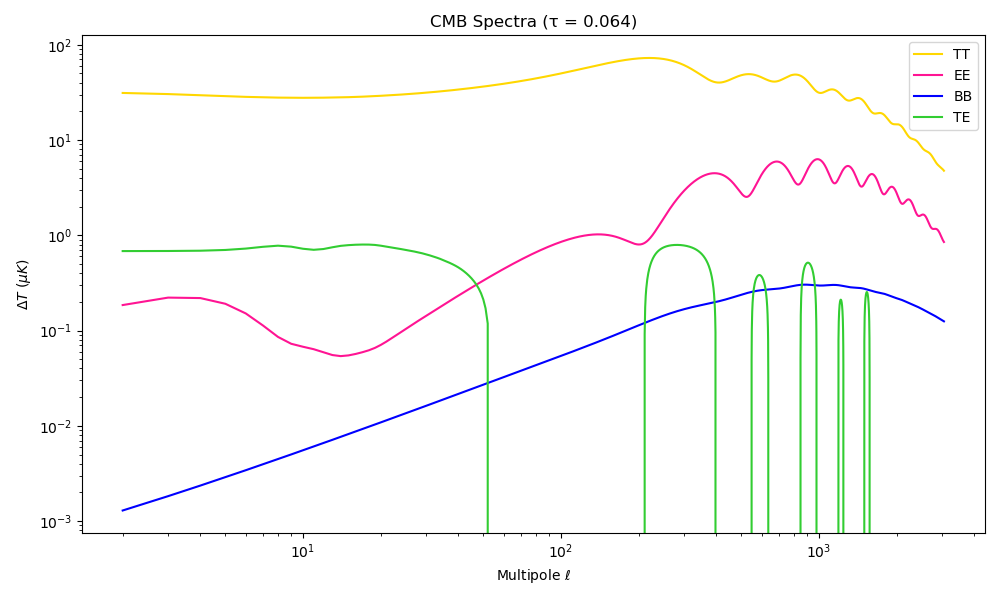 CMB Spectra (τ = 0.064)
ΔT (μK)
10²
10¹
10⁰
10⁻¹
10⁻²
10⁻³
TT
EE
BB
TE
10¹
10²
10³
Multipole ℓ